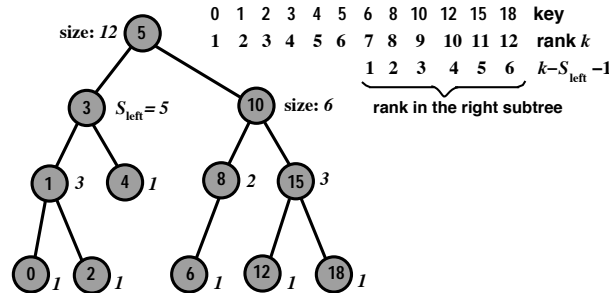 0 1 2 3 4 5 6 8 10 12 15 18 key
size: 12 5
1 2 3 4 5 6 7 8 9 10 11 12 rank k
1 2 3 4 5 6 k−S_left −1
3 S_left = 5
10 size: 6
rank in the right subtree
1 3
4 1
8 2
15 3
0 1
2 1
6 1
12 1
18 1